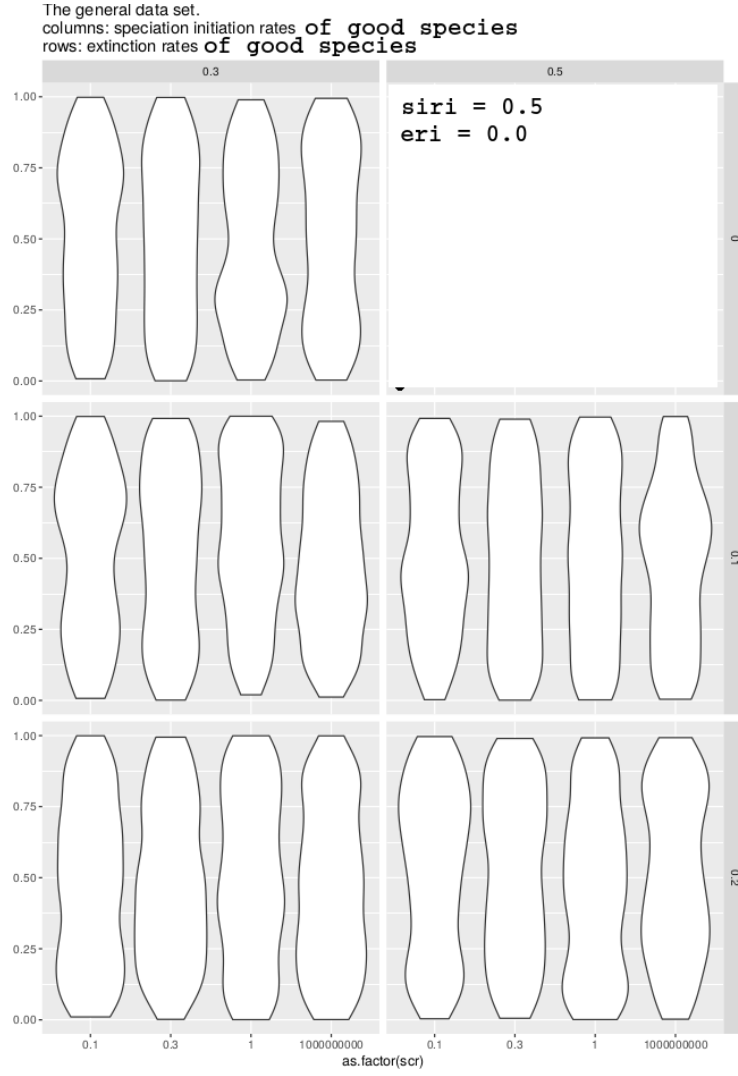 The general data set.
columns: speciation initiation rates of good species
rows: extinction rates of good species
0.3
0.5
siri = 0.5
eri = 0.0
1.00
0.75
0.50
0.25
0.00
0
1.00
0.75
0.50
0.25
0.00
0.1
1.00
0.75
0.50
0.25
0.00
0.2
0.1 0.3 1 1000000000 0.1 0.3 1 1000000000
as.factor(scr)